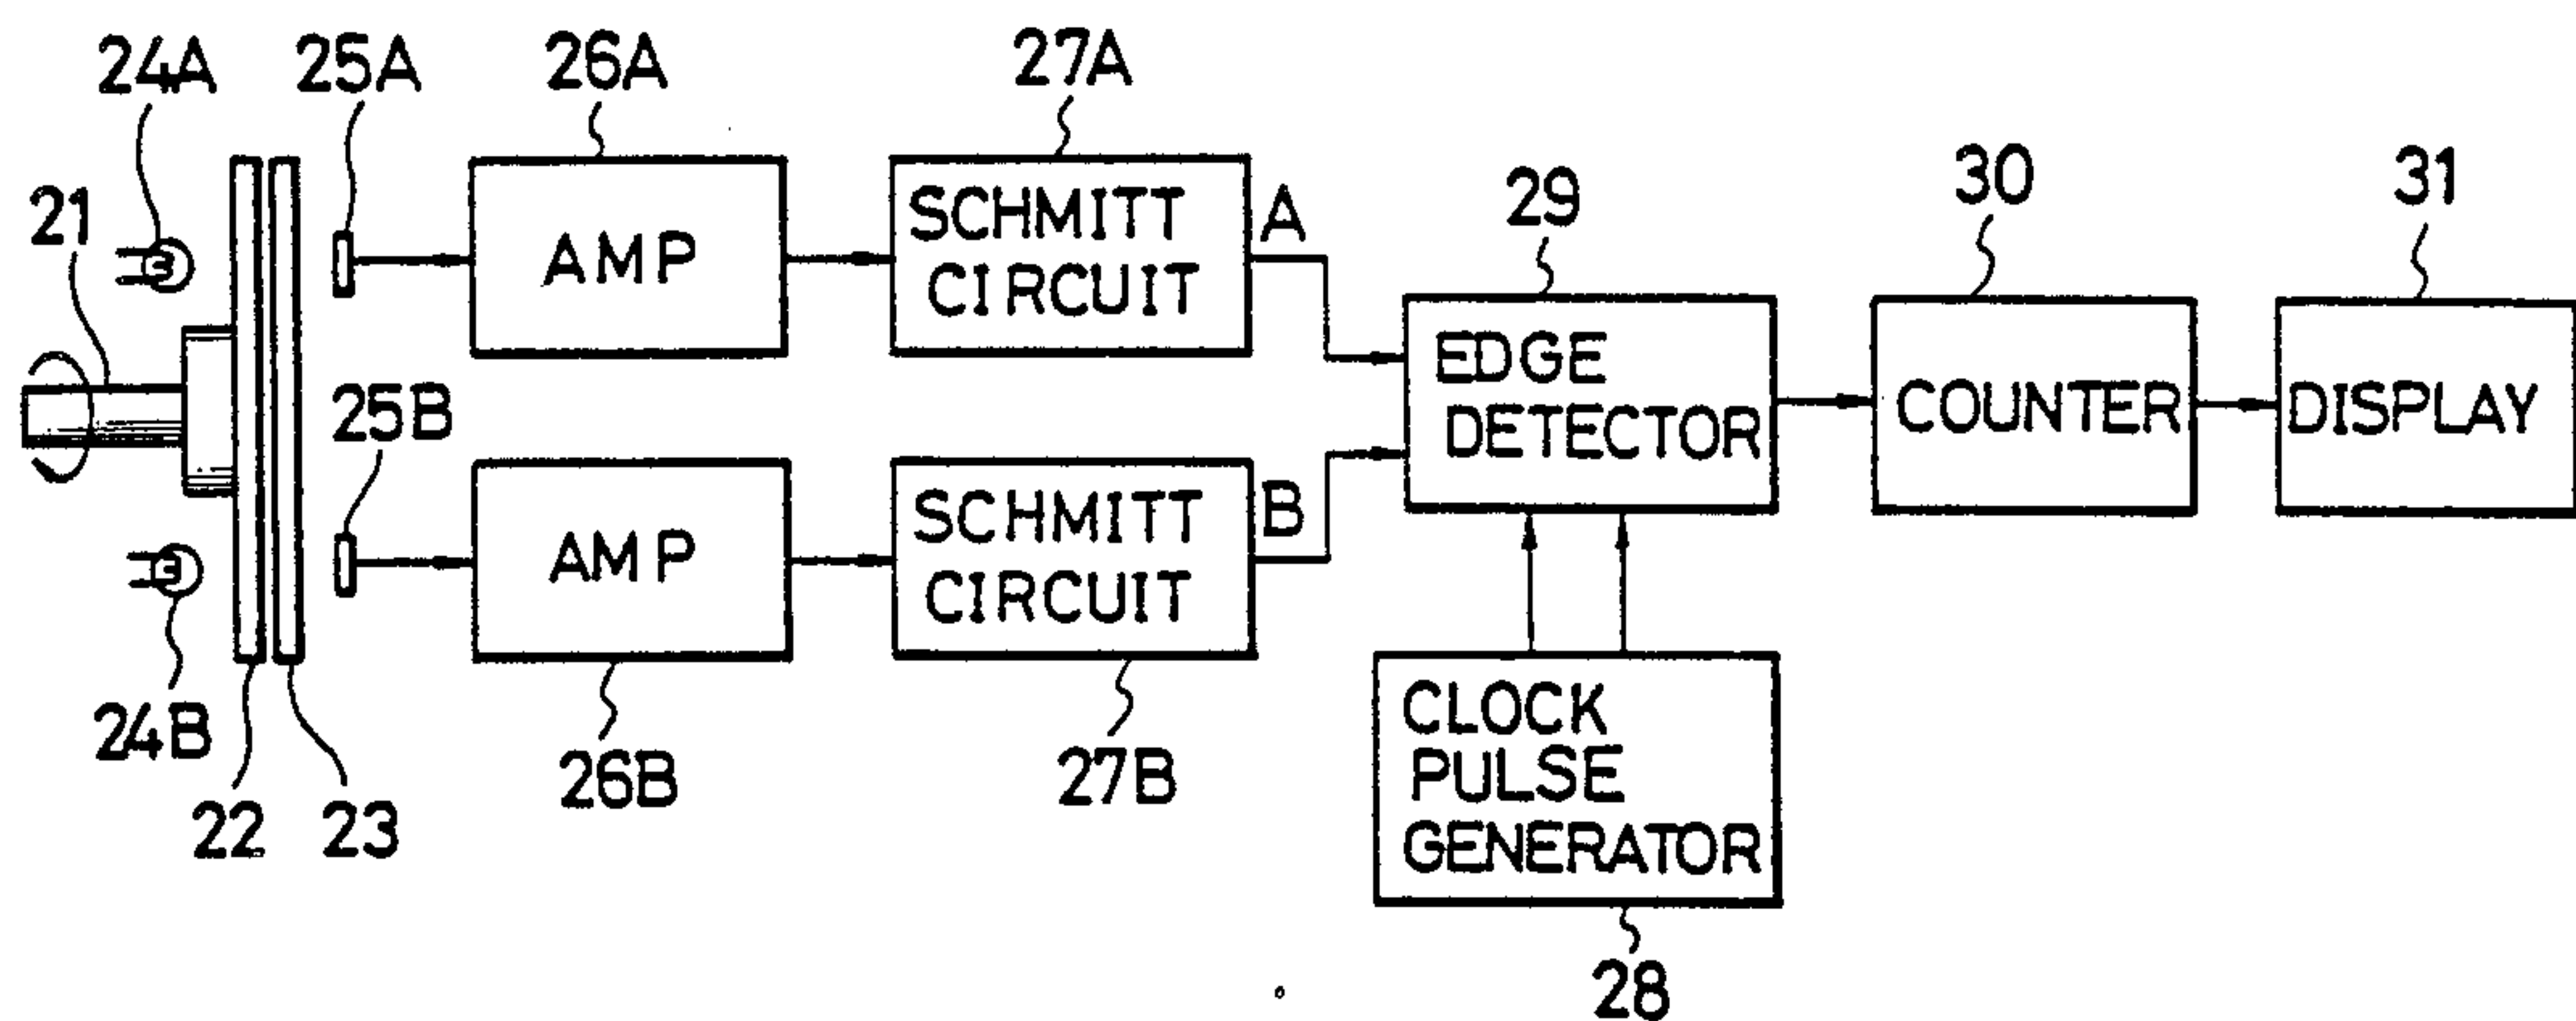 24A
25A
26A
27A
21
AMP
SCHMITT
CIRCUIT
A
29
30
31
EDGE
DETECTOR
COUNTER
DISPLAY
25B
AMP
SCHMITT
CIRCUIT
B
24B
22
23
26B
27B
CLOCK
PULSE
GENERATOR
28